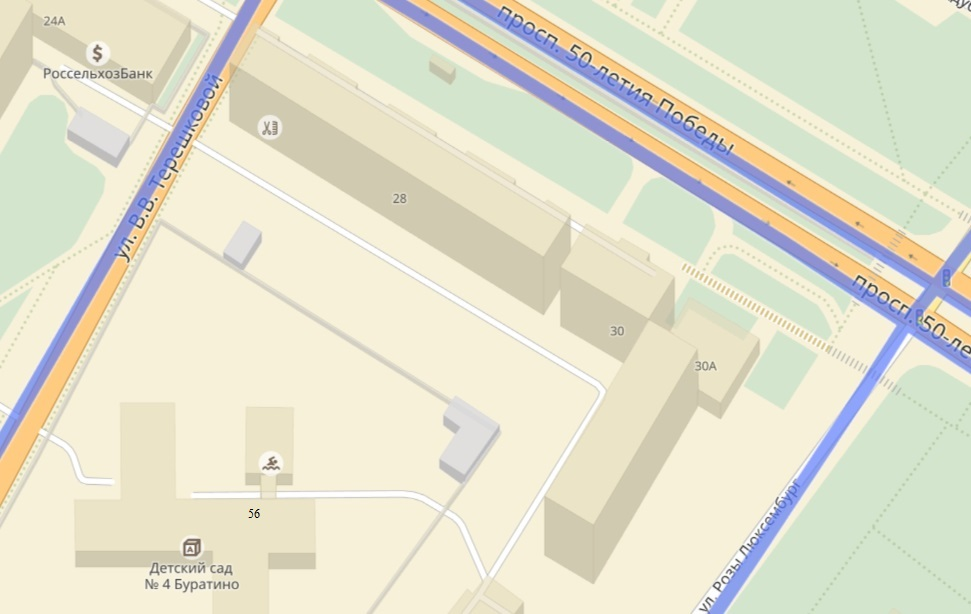 24А
РоссельхозБанк
просп. 50-летия Победы
ул. В.В. Терешковой
28
просп. 50-ле
30
30А
56
Детский сад
№ 4 Буратино
ул. Розы Люксембург